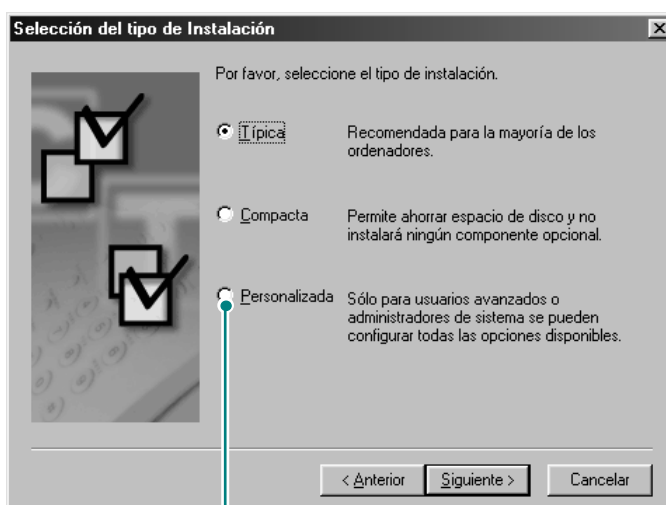 Selección del tipo de Instalación
Por favor, seleccione el tipo de instalación.
Típica
Recomendada para la mayoría de los
ordenadores.
Compacta
Permite ahorrar espacio de disco y no
instalará ningún componente opcional.
Personalizada
Sólo para usuarios avanzados o
administradores de sistema se pueden
configurar todas las opciones disponibles.
< Anterior
Siguiente >
Cancelar